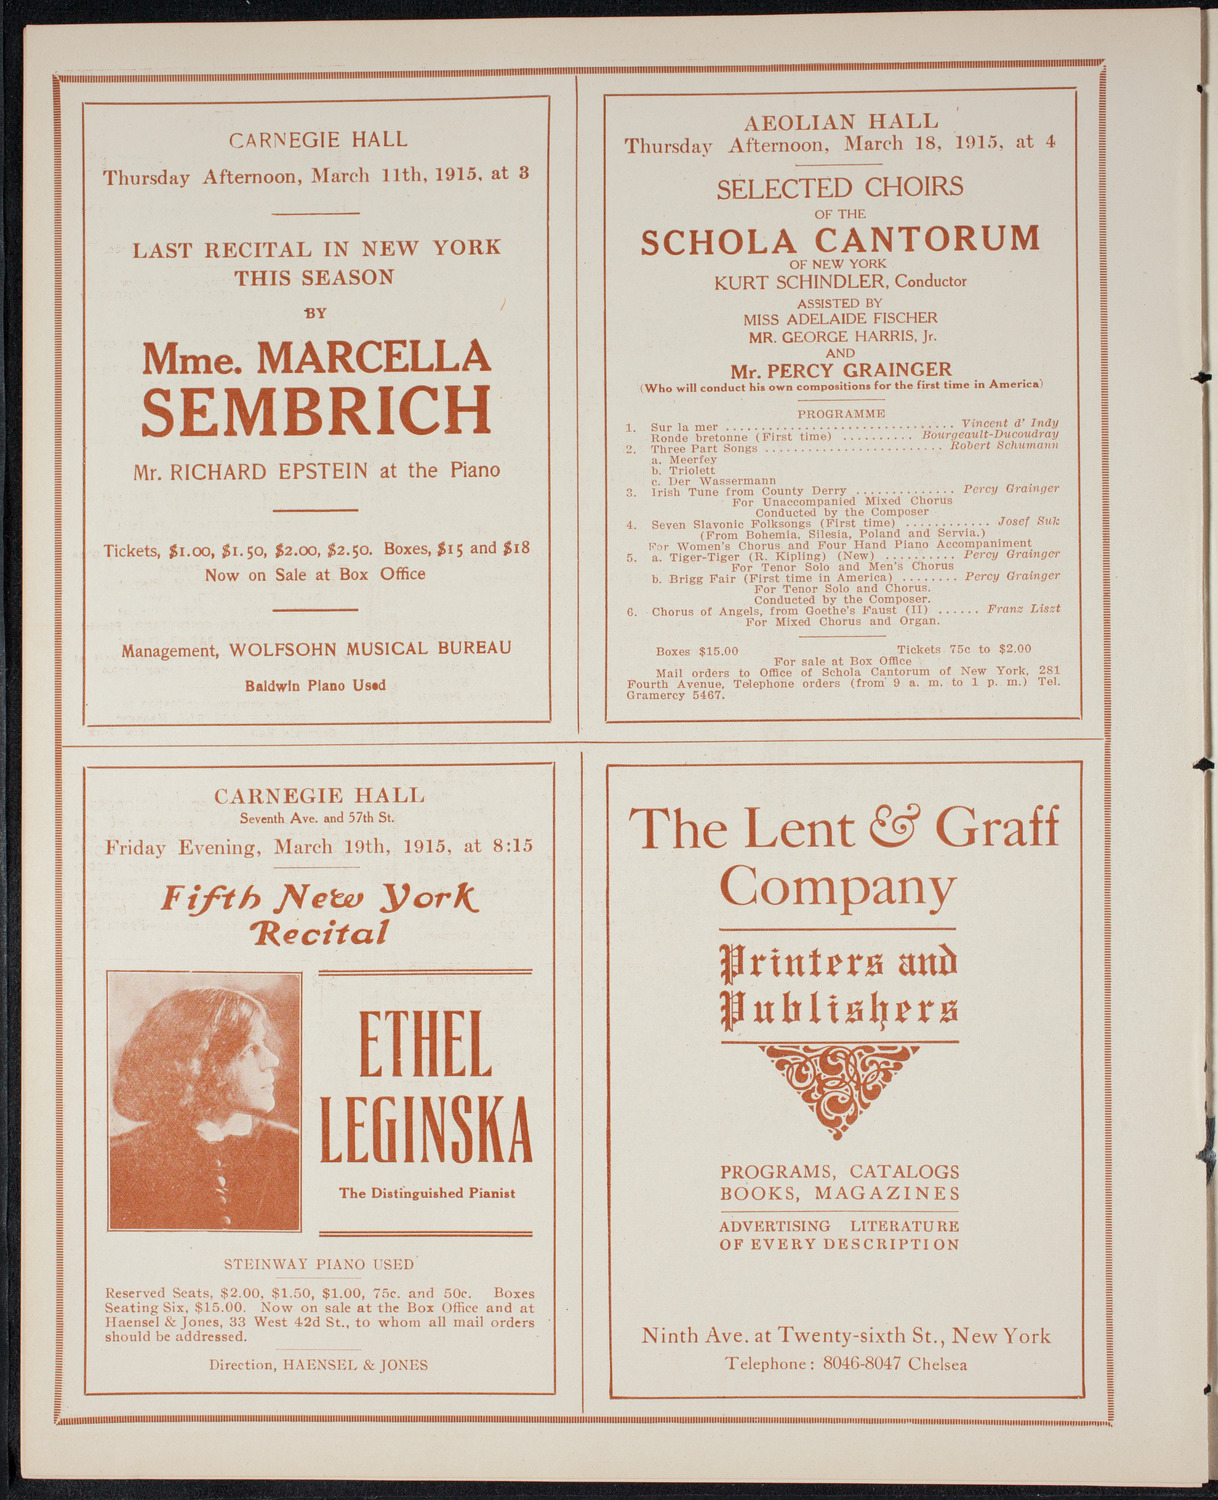 CARNEGIE HALL
Thursday Afternoon, March 11th, 1915, at 3
LAST RECITAL IN NEW YORK
THIS SEASON
BY
Mme. MARCELLA
SEMBRICH
Mr. RICHARD EPSTEIN at the Piano
Tickets, $1.00, $1.50, $2.00, $2.50. Boxes, $15 and $18
Now on Sale at Box Office
Management, WOLFSOHN MUSICAL BUREAU
Baldwin Piano Used
AEOLIAN HALL
Thursday Afternoon, March 18, 1915, at 4
SELECTED CHOIRS
OF THE
SCHOLA CANTORUM
OF NEW YORK
KURT SCHINDLER, Conductor
ASSISTED BY
MISS ADELAIDE FISCHER
MR. GEORGE HARRIS, Jr.
AND
Mr. PERCY GRAINGER
(Who will conduct his own compositions for the first time in America)
PROGRAMME
1. Sur la mer .............................. Vincent d' Indy
Ronde bretonne (First time) .......... Bourgeault-Ducoudray
2. Three Part Songs ........................ Robert Schumann
a. Meerfey
b. Triolett
c. Der Wassermann
3. Irish Tune from County Derry .............. Percy Grainger
For Unaccompanied Mixed Chorus
Conducted by the Composer
4. Seven Slavonic Folksongs (First time) ............ Josef Suk
(From Bohemia, Silesia, Poland and Servia.)
For Women's Chorus and Four Hand Piano Accompaniment
5. a. Tiger-Tiger (R. Kipling) (New) .......... Percy Grainger
For Tenor Solo and Men's Chorus
b. Brigg Fair (First time in America) ........ Percy Grainger
For Tenor Solo and Chorus.
Conducted by the Composer.
6. Chorus of Angels, from Goethe's Faust (II) ...... Franz Liszt
For Mixed Chorus and Organ.
Boxes $15.00 Tickets 75c to $2.00
For sale at Box Office
Mail orders to Office of Schola Cantorum of New York, 281
Fourth Avenue, Telephone orders (from 9 a. m. to 1 p. m.) Tel.
Gramercy 5467.
CARNEGIE HALL
Seventh Ave. and 57th St.
Friday Evening, March 19th, 1915, at 8:15
Fifth New York
Recital
ETHEL
LEGINSKA
The Distinguished Pianist
STEINWAY PIANO USED
Reserved Seats, $2.00, $1.50, $1.00, 75c. and 50c. Boxes
Seating Six, $15.00. Now on sale at the Box Office and at
Haensel & Jones, 33 West 42d St., to whom all mail orders
should be addressed.
Direction, HAENSEL & JONES
The Lent & Graff
Company
Printers and
Publishers
PROGRAMS, CATALOGS
BOOKS, MAGAZINES
ADVERTISING LITERATURE
OF EVERY DESCRIPTION
Ninth Ave. at Twenty-sixth St., New York
Telephone: 8046-8047 Chelsea